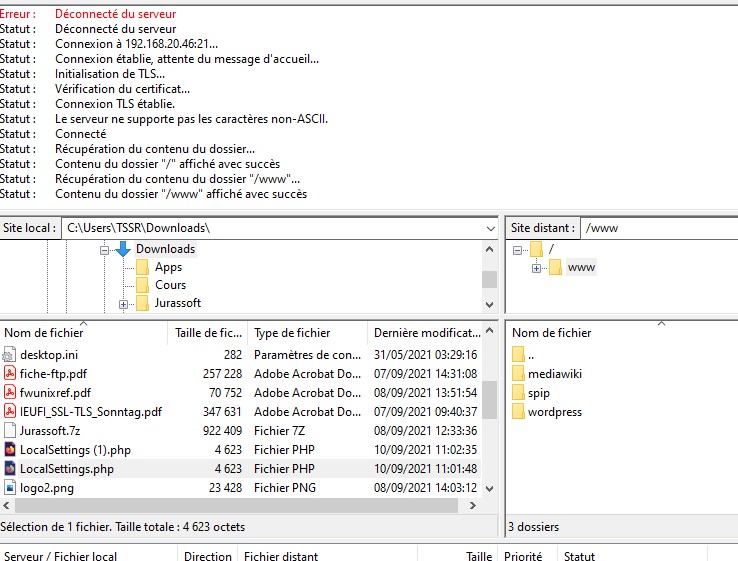 Erreur : Déconnecté du serveur
Statut : Déconnecté du serveur
Statut : Connexion à 192.168.20.46:21...
Statut : Connexion établie, attente du message d'accueil...
Statut : Initialisation de TLS...
Statut : Vérification du certificat...
Statut : Connexion TLS établie.
Statut : Le serveur ne supporte pas les caractères non-ASCII.
Statut : Connecté
Statut : Récupération du contenu du dossier...
Statut : Contenu du dossier "/" affiché avec succès
Statut : Récupération du contenu du dossier "/www"...
Statut : Contenu du dossier "/www" affiché avec succès
Site local : C:\Users\TSSR\Downloads\
Downloads
Apps
Cours
Jurassoft
Nom de fichier Taille de fic... Type de fichier Dernière modificat...
desktop.ini 282 Paramètres de con... 31/05/2021 03:29:16
fiche-ftp.pdf 257 228 Adobe Acrobat Do... 07/09/2021 14:31:08
fwunixref.pdf 70 752 Adobe Acrobat Do... 08/09/2021 13:51:54
IEUFI_SSL-TLS_Sonntag.pdf 347 631 Adobe Acrobat Do... 07/09/2021 09:40:37
Jurassoft.7z 922 409 Fichier 7Z 08/09/2021 12:33:36
LocalSettings (1).php 4 623 Fichier PHP 10/09/2021 11:02:35
LocalSettings.php 4 623 Fichier PHP 10/09/2021 11:01:48
logo2.png 23 428 Fichier PNG 08/09/2021 14:03:12
Sélection de 1 fichier. Taille totale : 4 623 octets
Site distant : /www
/
www
Nom de fichier
..
mediawiki
spip
wordpress
3 dossiers
Serveur / Fichier local Direction Fichier distant Taille Priorité Statut